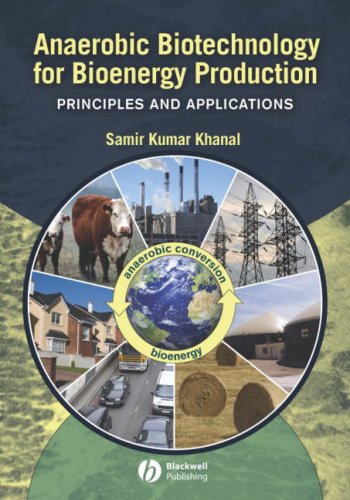 Anaerobic Biotechnology
for Bioenergy Production
PRINCIPLES AND APPLICATIONS
Samir Kumar Khanal
anaerobic conversion
bioenergy
Blackwell
Publishing